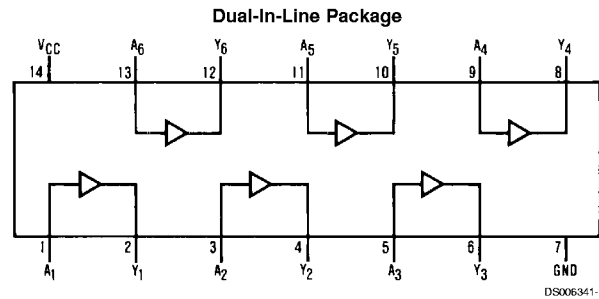 Dual-In-Line Package
VCC A6 Y6 A5 Y5 A4 Y4
14 13 12 11 10 9 8
1 2 3 4 5 6 7
A1 Y1 A2 Y2 A3 Y3 GND
DS006341-